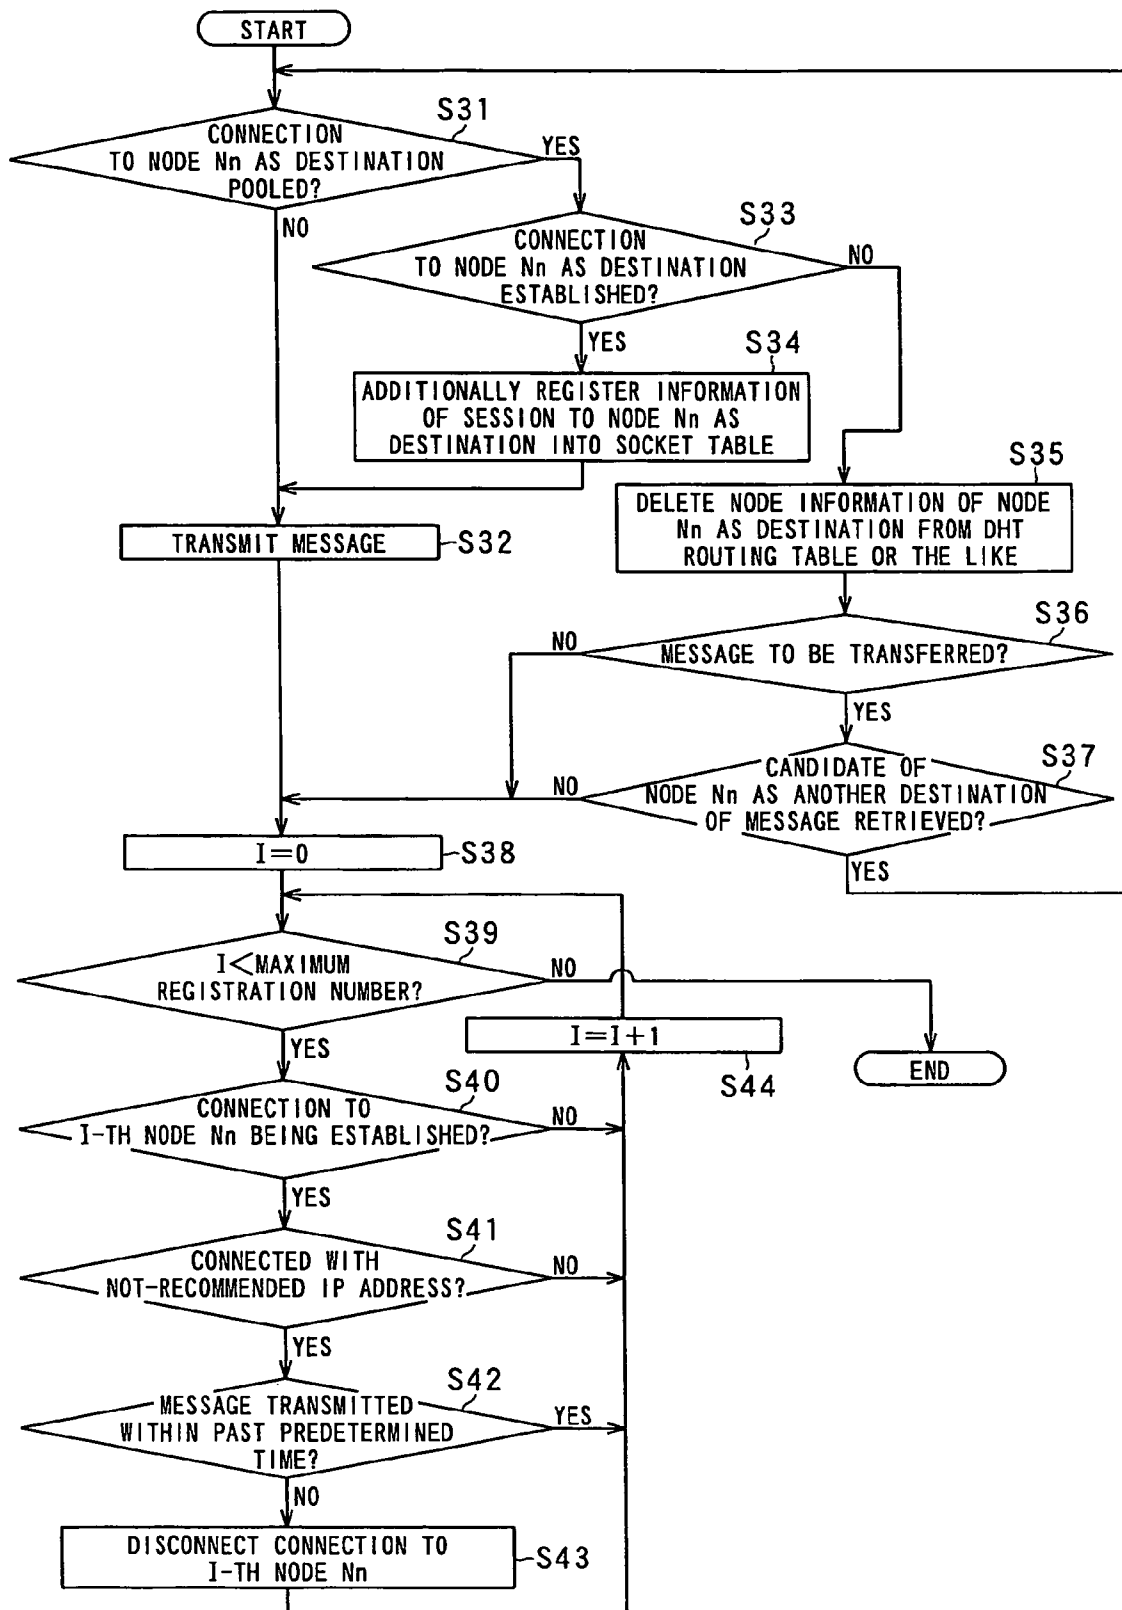 START
S31
CONNECTION
TO NODE Nn AS DESTINATION
POOLED?
YES
NO
S33
CONNECTION
TO NODE Nn AS DESTINATION
ESTABLISHED?
NO
YES
S34
ADDITIONALLY REGISTER INFORMATION
OF SESSION TO NODE Nn AS
DESTINATION INTO SOCKET TABLE
S35
DELETE NODE INFORMATION OF NODE
Nn AS DESTINATION FROM DHT
ROUTING TABLE OR THE LIKE
TRANSMIT MESSAGE
S32
S36
NO
MESSAGE TO BE TRANSFERRED?
YES
S37
CANDIDATE OF
NODE Nn AS ANOTHER DESTINATION
OF MESSAGE RETRIEVED?
NO
YES
I=0
S38
S39
I<MAXIMUM
REGISTRATION NUMBER?
NO
YES
I=I+1
S44
END
S40
CONNECTION TO
I-TH NODE Nn BEING ESTABLISHED?
NO
YES
S41
CONNECTED WITH
NOT-RECOMMENDED IP ADDRESS?
NO
YES
S42
MESSAGE TRANSMITTED
WITHIN PAST PREDETERMINED
TIME?
YES
NO
DISCONNECT CONNECTION TO
I-TH NODE Nn
S43